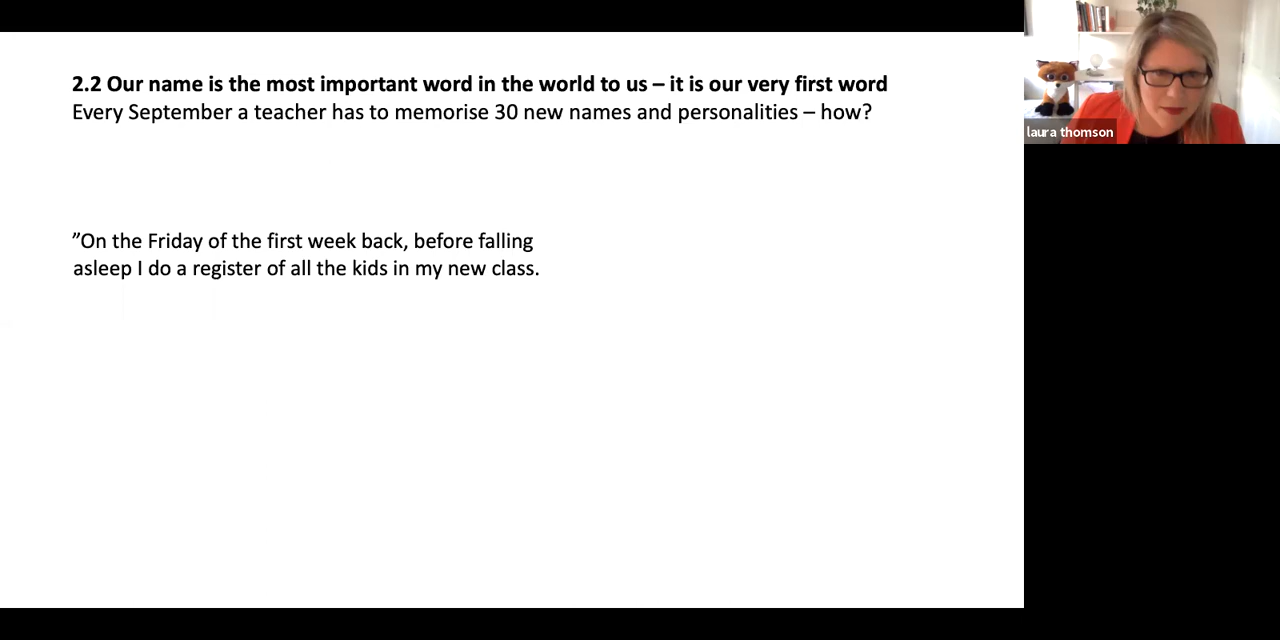 2.2 Our name is the most important word in the world to us – it is our very first word
Every September a teacher has to memorise 30 new names and personalities – how?
”On the Friday of the first week back, before falling
asleep I do a register of all the kids in my new class.
laura thomson